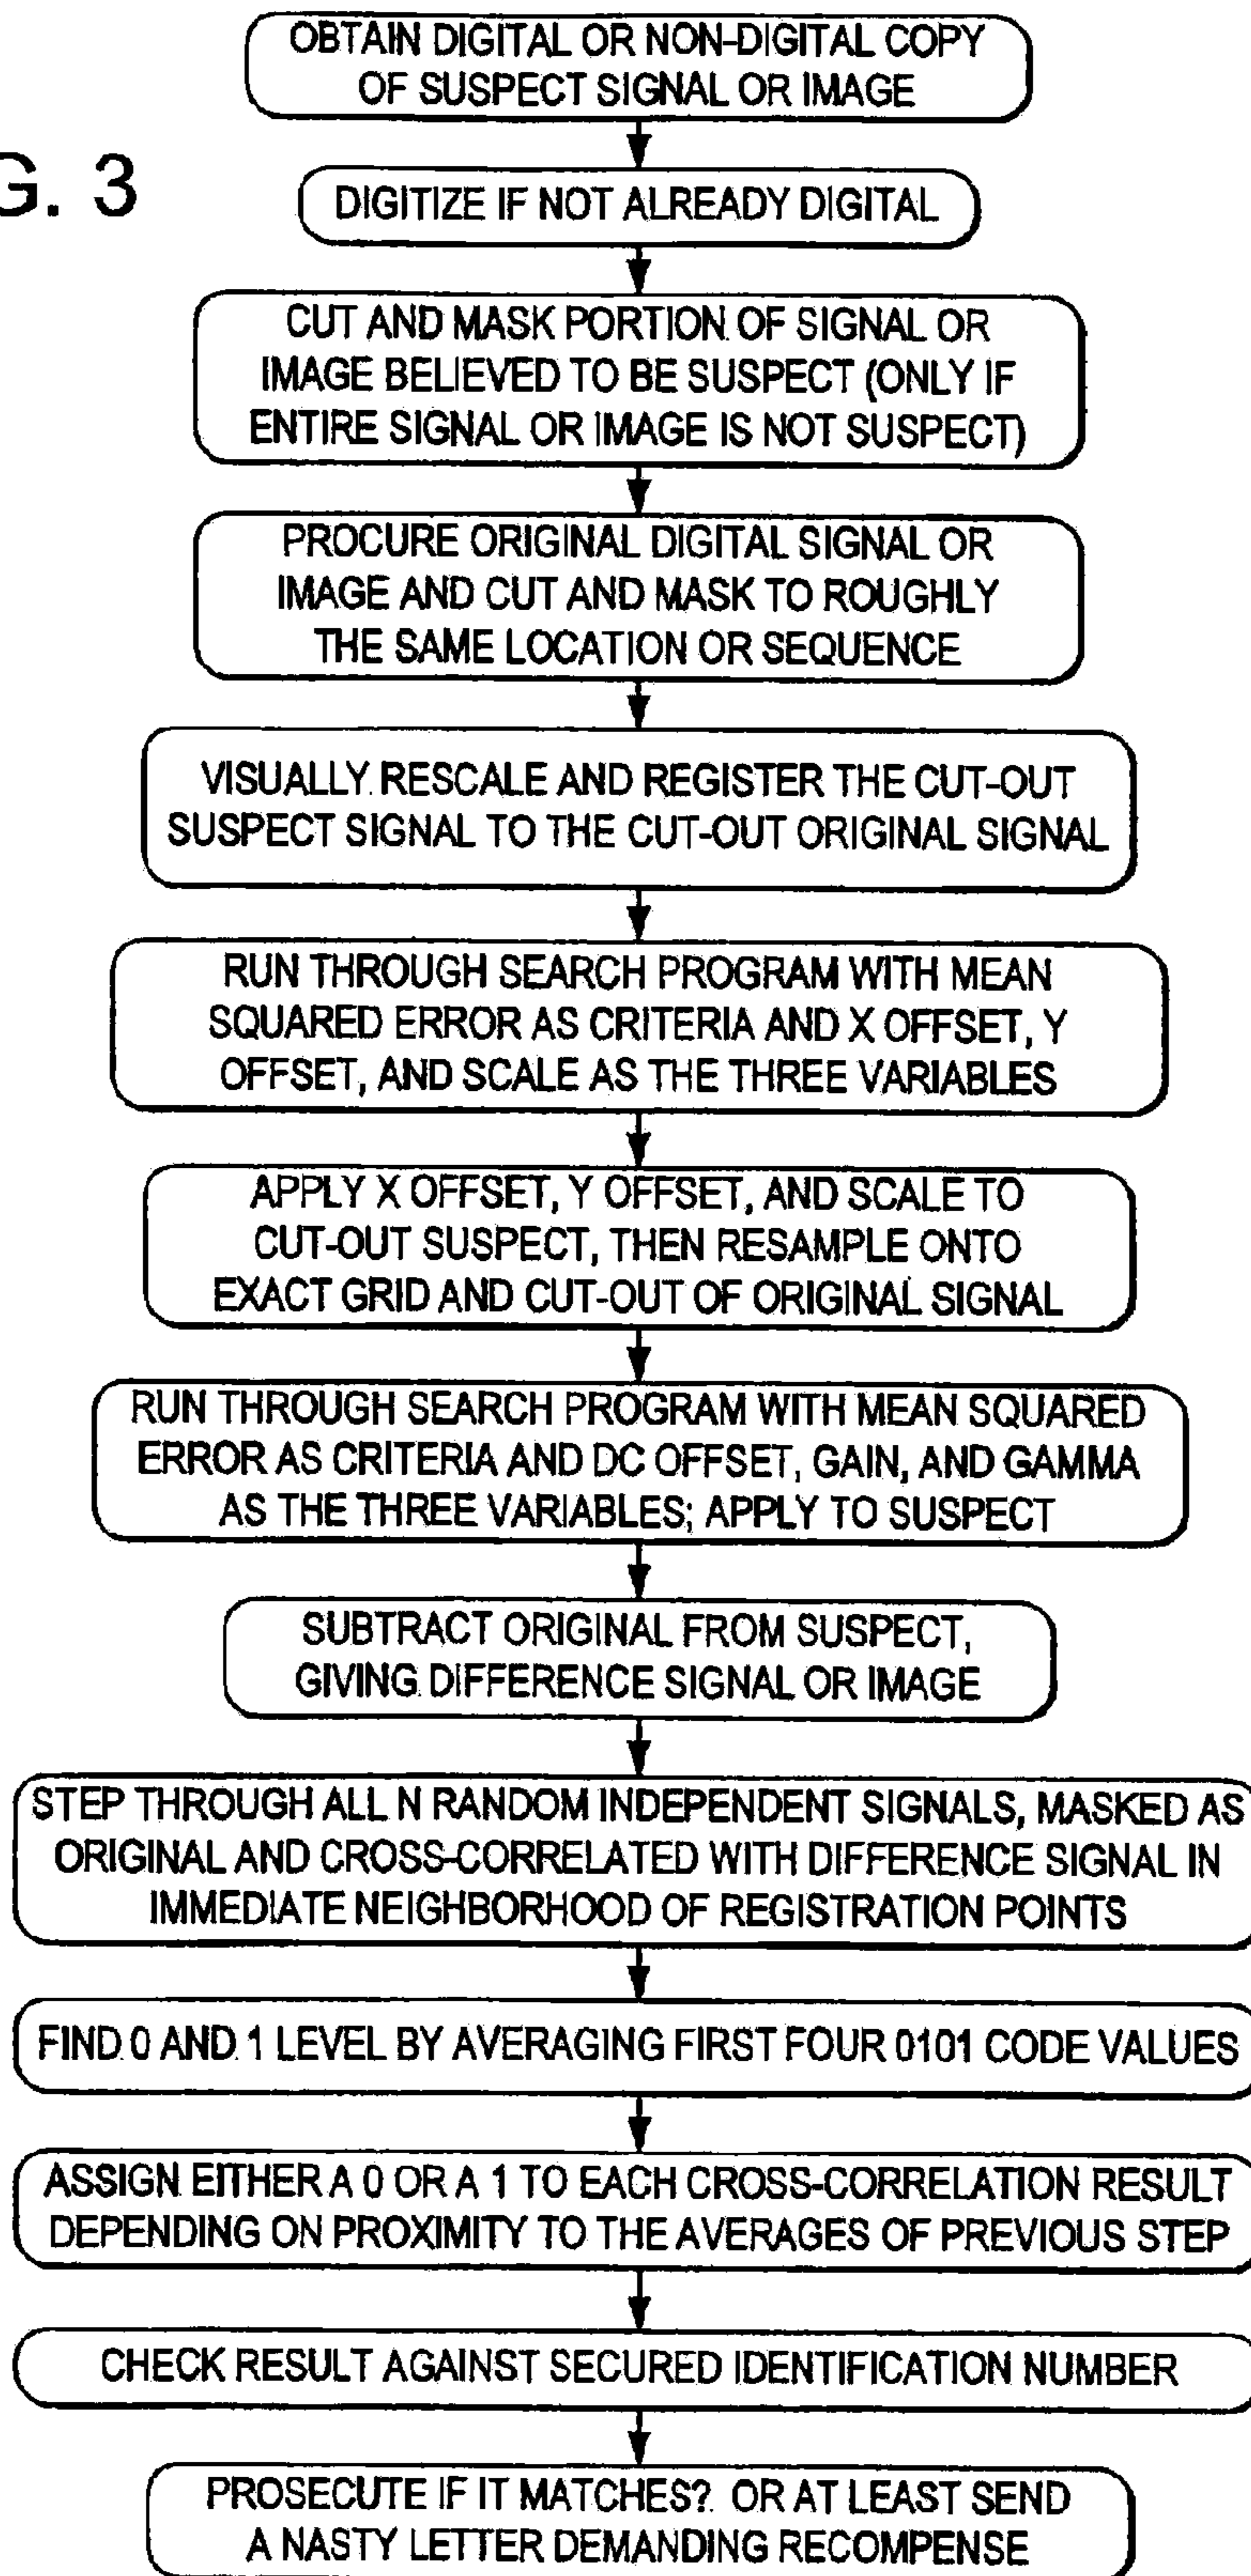 OBTAIN DIGITAL OR NON-DIGITAL COPY
OF SUSPECT SIGNAL OR IMAGE
G. 3
DIGITIZE IF NOT ALREADY DIGITAL
CUT AND MASK PORTION OF SIGNAL OR
IMAGE BELIEVED TO BE SUSPECT (ONLY IF
ENTIRE SIGNAL OR IMAGE IS NOT SUSPECT)
PROCURE ORIGINAL DIGITAL SIGNAL OR
IMAGE AND CUT AND MASK TO ROUGHLY
THE SAME LOCATION OR SEQUENCE
VISUALLY RESCALE AND REGISTER THE CUT-OUT
SUSPECT SIGNAL TO THE CUT-OUT ORIGINAL SIGNAL
RUN THROUGH SEARCH PROGRAM WITH MEAN
SQUARED ERROR AS CRITERIA AND X OFFSET, Y
OFFSET, AND SCALE AS THE THREE VARIABLES
APPLY X OFFSET, Y OFFSET, AND SCALE TO
CUT-OUT SUSPECT, THEN RESAMPLE ONTO
EXACT GRID AND CUT-OUT OF ORIGINAL SIGNAL
RUN THROUGH SEARCH PROGRAM WITH MEAN SQUARED
ERROR AS CRITERIA AND DC OFFSET, GAIN, AND GAMMA
AS THE THREE VARIABLES; APPLY TO SUSPECT
SUBTRACT ORIGINAL FROM SUSPECT,
GIVING DIFFERENCE SIGNAL OR IMAGE
STEP THROUGH ALL N RANDOM INDEPENDENT SIGNALS, MASKED AS
ORIGINAL AND CROSS-CORRELATED WITH DIFFERENCE SIGNAL IN
IMMEDIATE NEIGHBORHOOD OF REGISTRATION POINTS
FIND 0 AND 1 LEVEL BY AVERAGING FIRST FOUR 0101 CODE VALUES
ASSIGN EITHER A 0 OR A 1 TO EACH CROSS-CORRELATION RESULT
DEPENDING ON PROXIMITY TO THE AVERAGES OF PREVIOUS STEP
CHECK RESULT AGAINST SECURED IDENTIFICATION NUMBER
PROSECUTE IF IT MATCHES? OR AT LEAST SEND
A NASTY LETTER DEMANDING RECOMPENSE